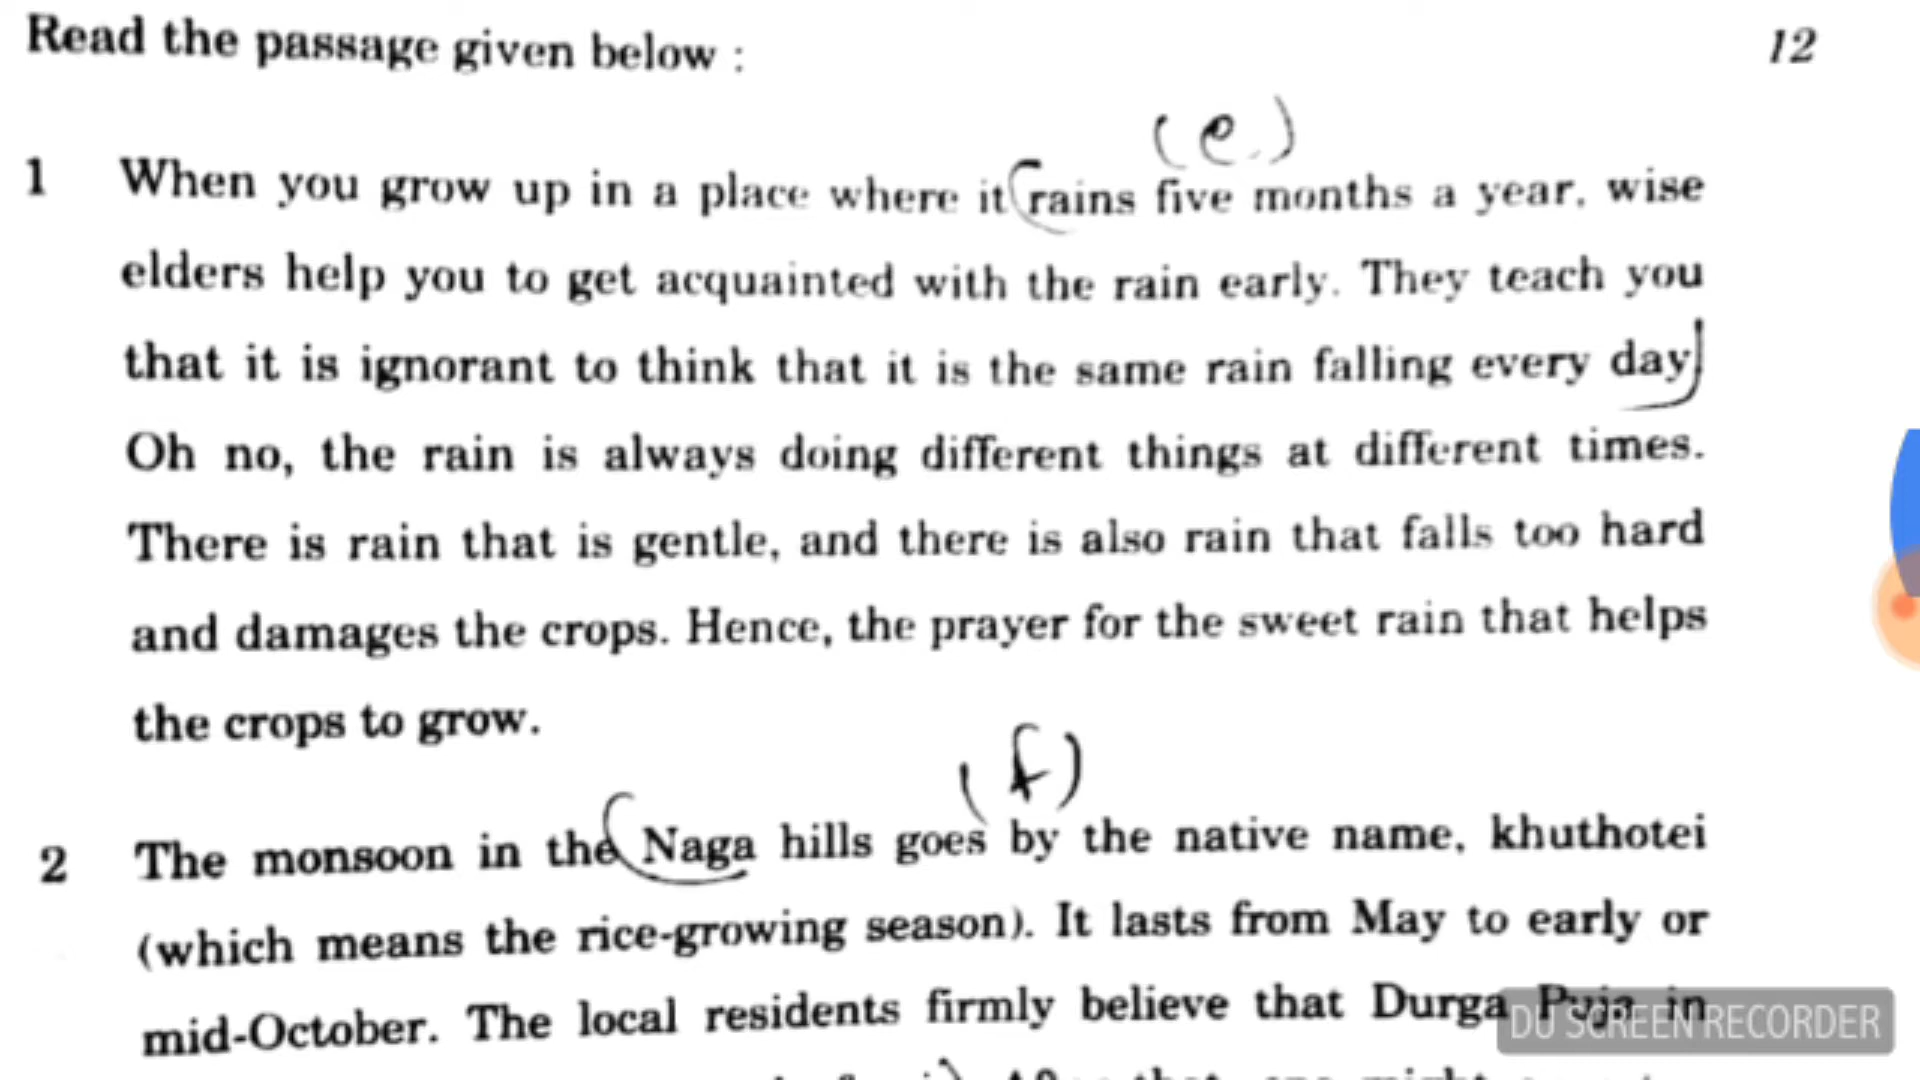 Read the passage given below :
12
(e)
1 When you grow up in a place where it rains five months a year, wise
elders help you to get acquainted with the rain early. They teach you
that it is ignorant to think that it is the same rain falling every day
Oh no, the rain is always doing different things at different times.
There is rain that is gentle, and there is also rain that falls too hard
and damages the crops. Hence, the prayer for the sweet rain that helps
the crops to grow.
(f)
2 The monsoon in the Naga hills goes by the native name, khuthotei
(which means the rice-growing season). It lasts from May to early or
mid-October. The local residents firmly believe that Durga Puja in
DU SCREEN RECORDER